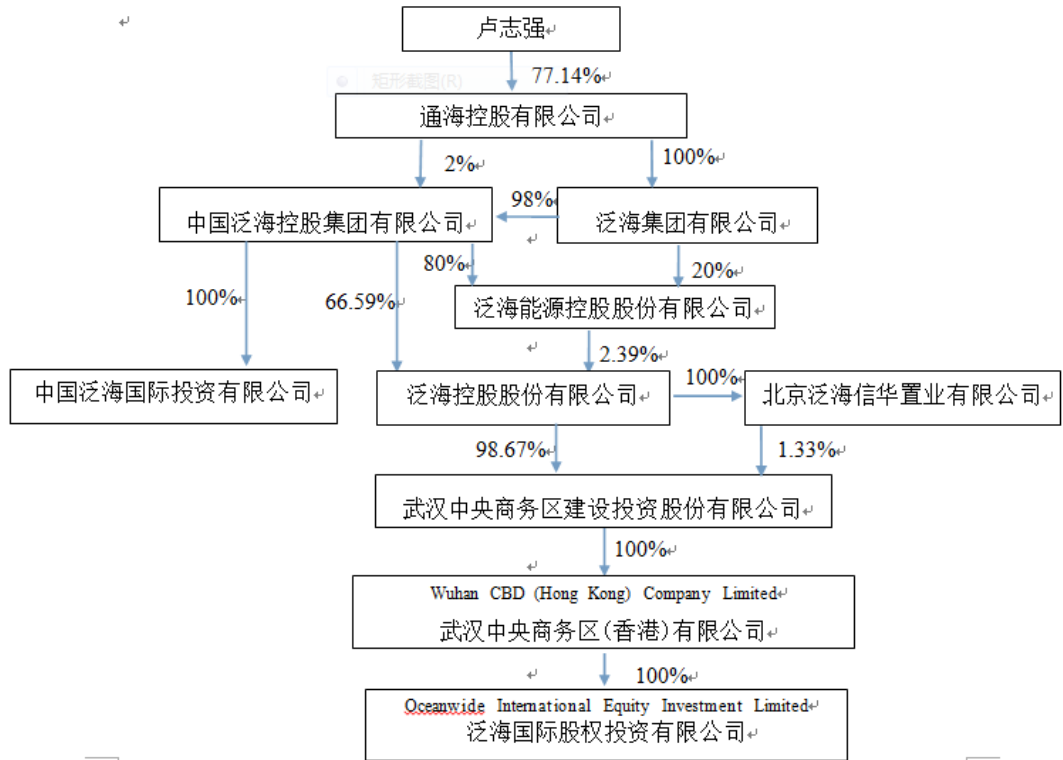 卢志强
77.14%
矩形截图(R)
通海控股有限公司
2%
100%
中国泛海控股集团有限公司
98%
泛海集团有限公司
80%
20%
100%
66.59%
泛海能源控股股份有限公司
2.39%
中国泛海国际投资有限公司
泛海控股股份有限公司
100%
北京泛海信华置业有限公司
98.67%
1.33%
武汉中央商务区建设投资股份有限公司
100%
Wuhan CBD (Hong Kong) Company Limited
武汉中央商务区(香港)有限公司
100%
Oceanwide International Equity Investment Limited
泛海国际股权投资有限公司